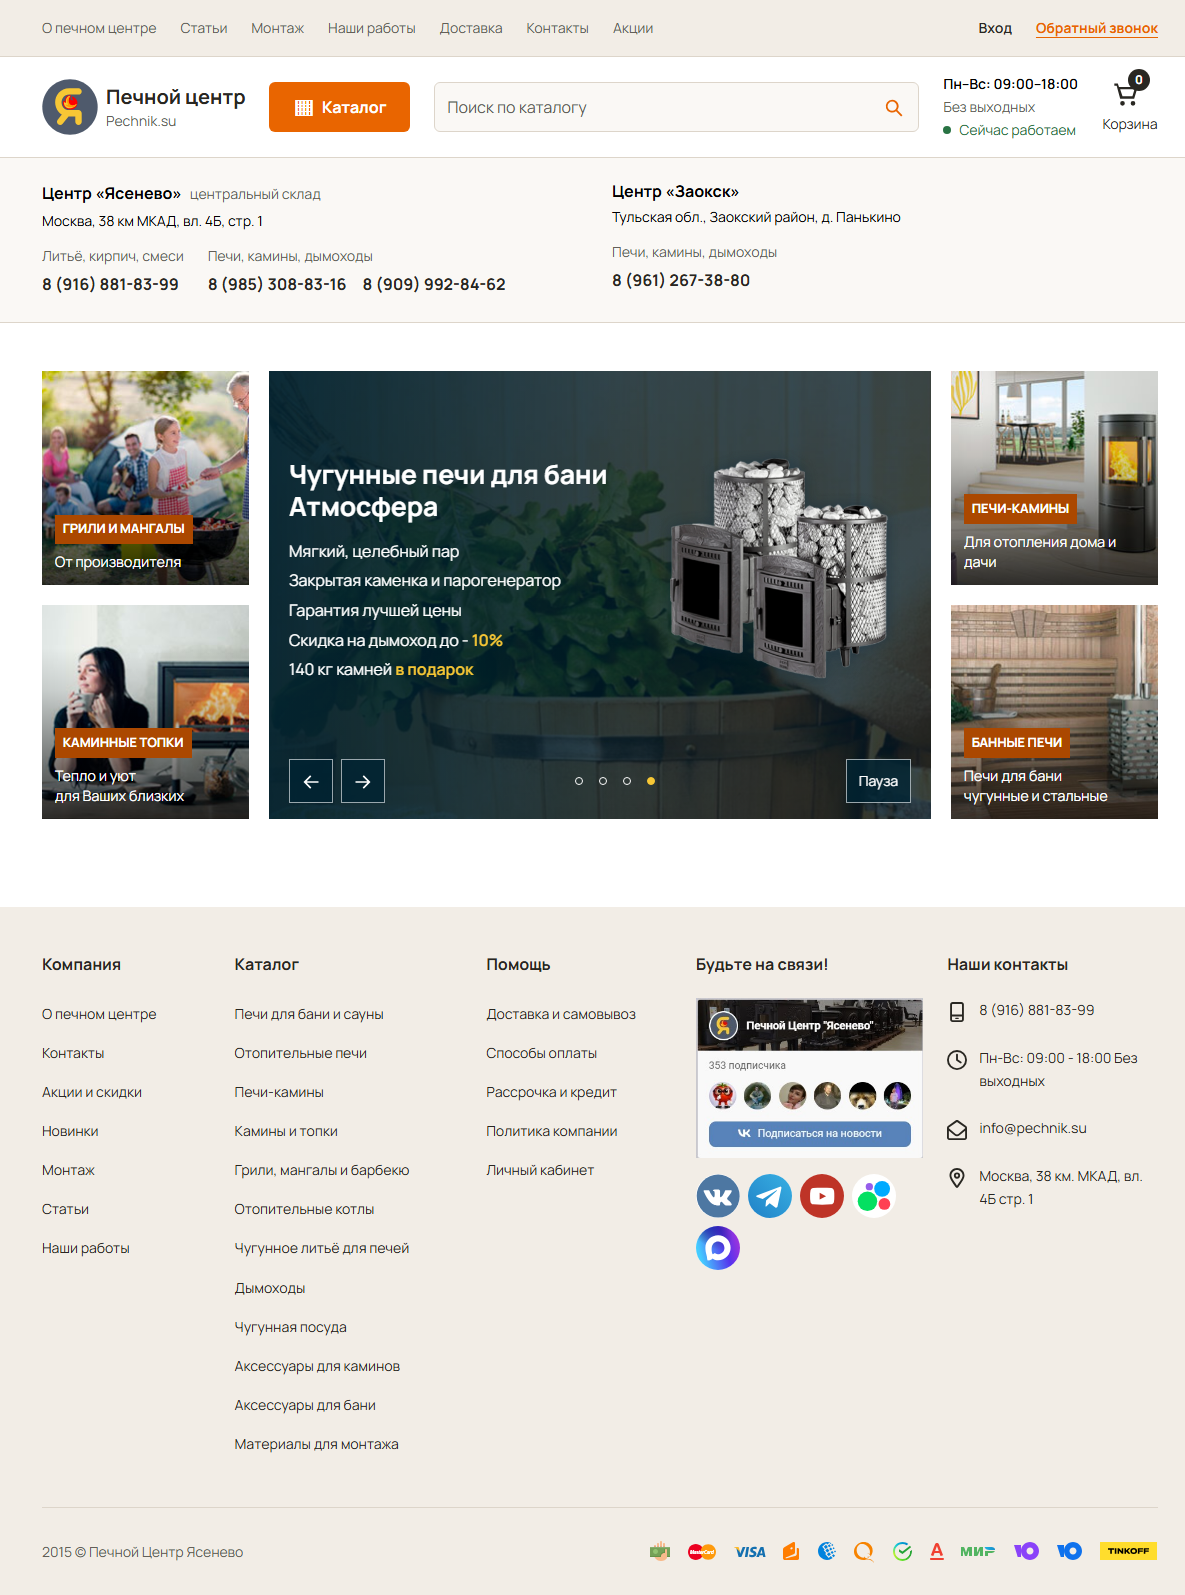 О печном центре Статьи Монтаж Наши работы Доставка Контакты Акции Вход Обратный звонок
Печной центр
Pechnik.su
Каталог
Поиск по каталогу
Пн–Вс: 09:00–18:00
Без выходных
Сейчас работаем
0
Корзина
Центр «Ясенево» центральный склад
Москва, 38 км МКАД, вл. 4Б, стр. 1
Литьё, кирпич, смеси Печи, камины, дымоходы
8 (916) 881-83-99 8 (985) 308-83-16 8 (909) 992-84-62
Центр «Заокск»
Тульская обл., Заокский район, д. Панькино
Печи, камины, дымоходы
8 (961) 267-38-80
ГРИЛИ И МАНГАЛЫ
От производителя
КАМИННЫЕ ТОПКИ
Тепло и уют
для Ваших близких
Чугунные печи для бани
Атмосфера
Мягкий, целебный пар
Закрытая каменка и парогенератор
Гарантия лучшей цены
Скидка на дымоход до - 10%
140 кг камней в подарок
Пауза
ПЕЧИ-КАМИНЫ
Для отопления дома и
дачи
БАННЫЕ ПЕЧИ
Печи для бани
чугунные и стальные
Компания
О печном центре
Контакты
Акции и скидки
Новинки
Монтаж
Статьи
Наши работы
Каталог
Печи для бани и сауны
Отопительные печи
Печи-камины
Камины и топки
Грили, мангалы и барбекю
Отопительные котлы
Чугунное литьё для печей
Дымоходы
Чугунная посуда
Аксессуары для каминов
Аксессуары для бани
Материалы для монтажа
Помощь
Доставка и самовывоз
Способы оплаты
Рассрочка и кредит
Политика компании
Личный кабинет
Будьте на связи!
Печной Центр "Ясенево"
353 подписчика
Подписаться на новости
Наши контакты
8 (916) 881-83-99
Пн-Вс: 09:00 - 18:00 Без
выходных
info@pechnik.su
Москва, 38 км. МКАД, вл.
4Б стр. 1
2015 © Печной Центр Ясенево
MasterCard VISA МИР TINKOFF